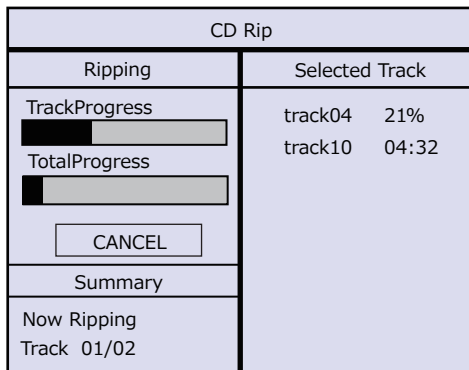 CD Rip
Ripping
TrackProgress
TotalProgress
CANCEL
Summary
Now Ripping
Track 01/02
Selected Track
track04 21%
track10 04:32